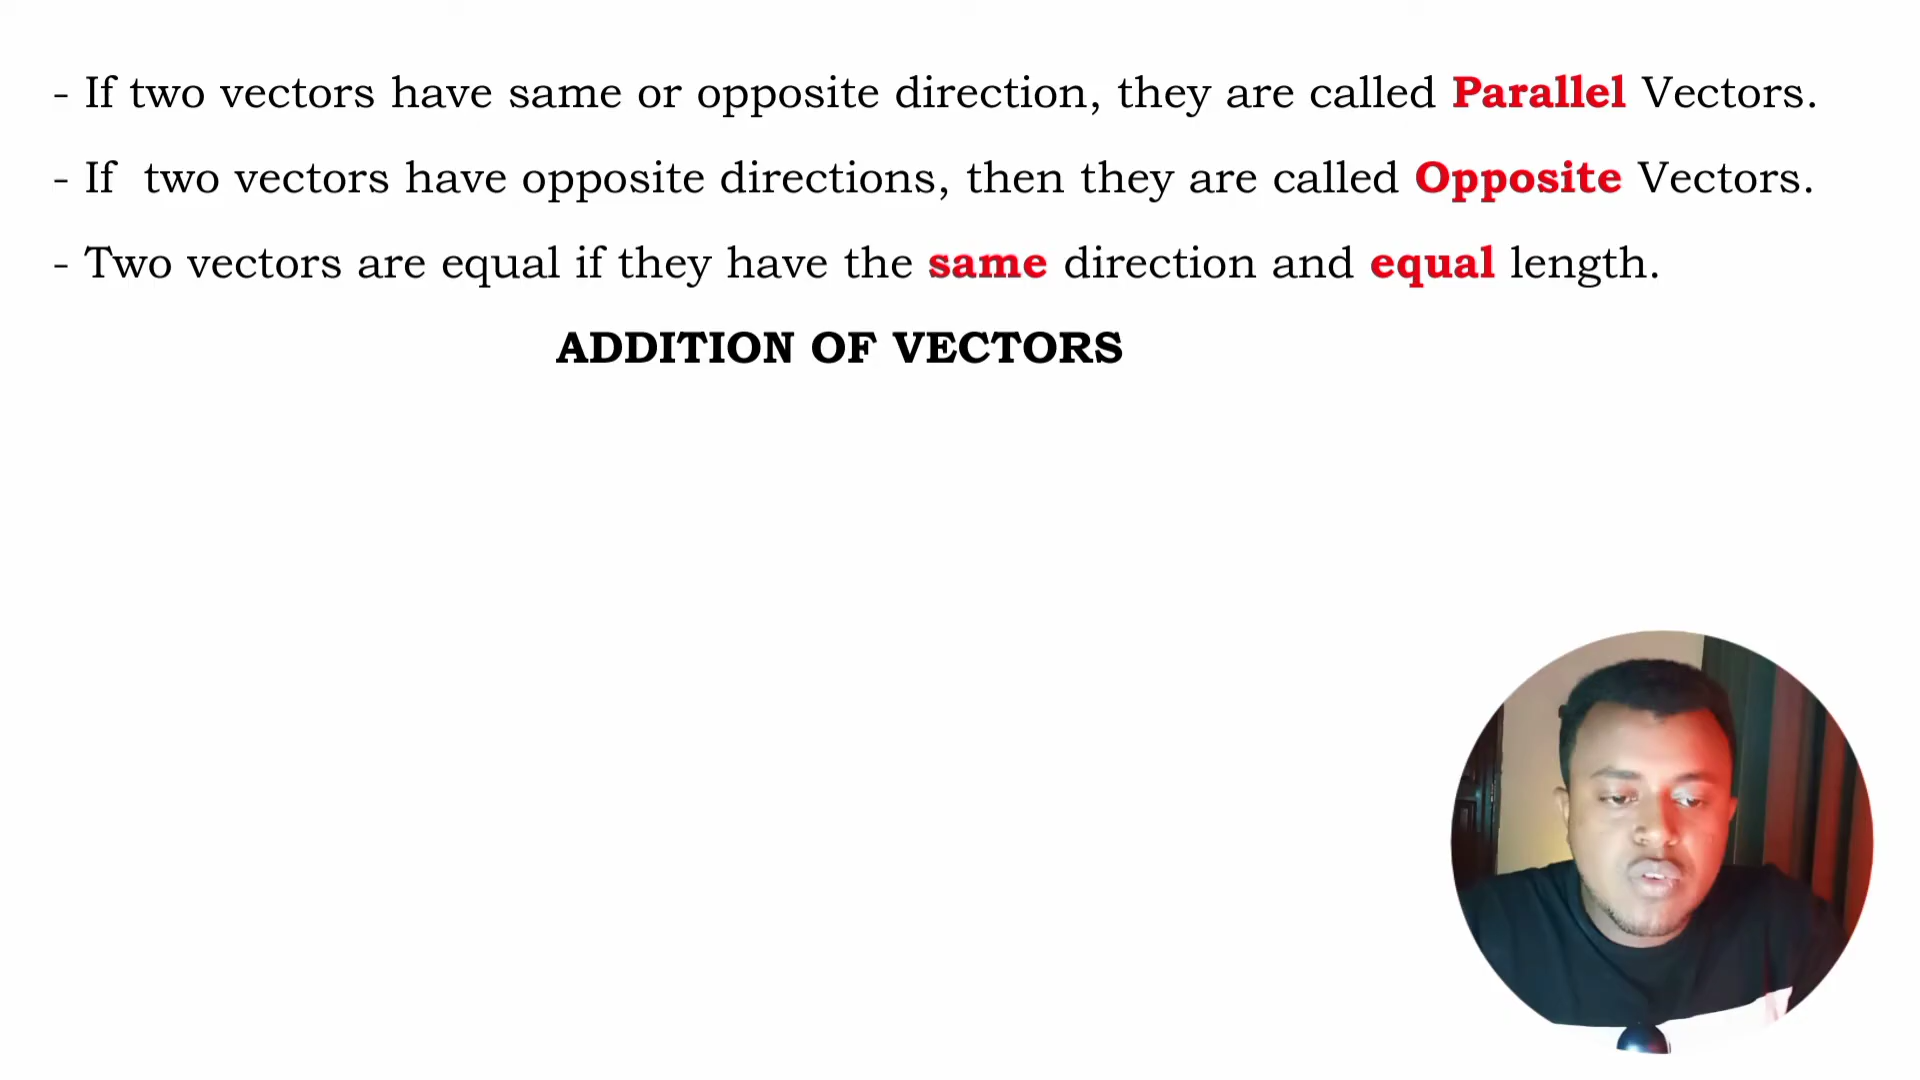 - If two vectors have same or opposite direction, they are called Parallel Vectors.
- If two vectors have opposite directions, then they are called Opposite Vectors.
- Two vectors are equal if they have the same direction and equal length.
ADDITION OF VECTORS